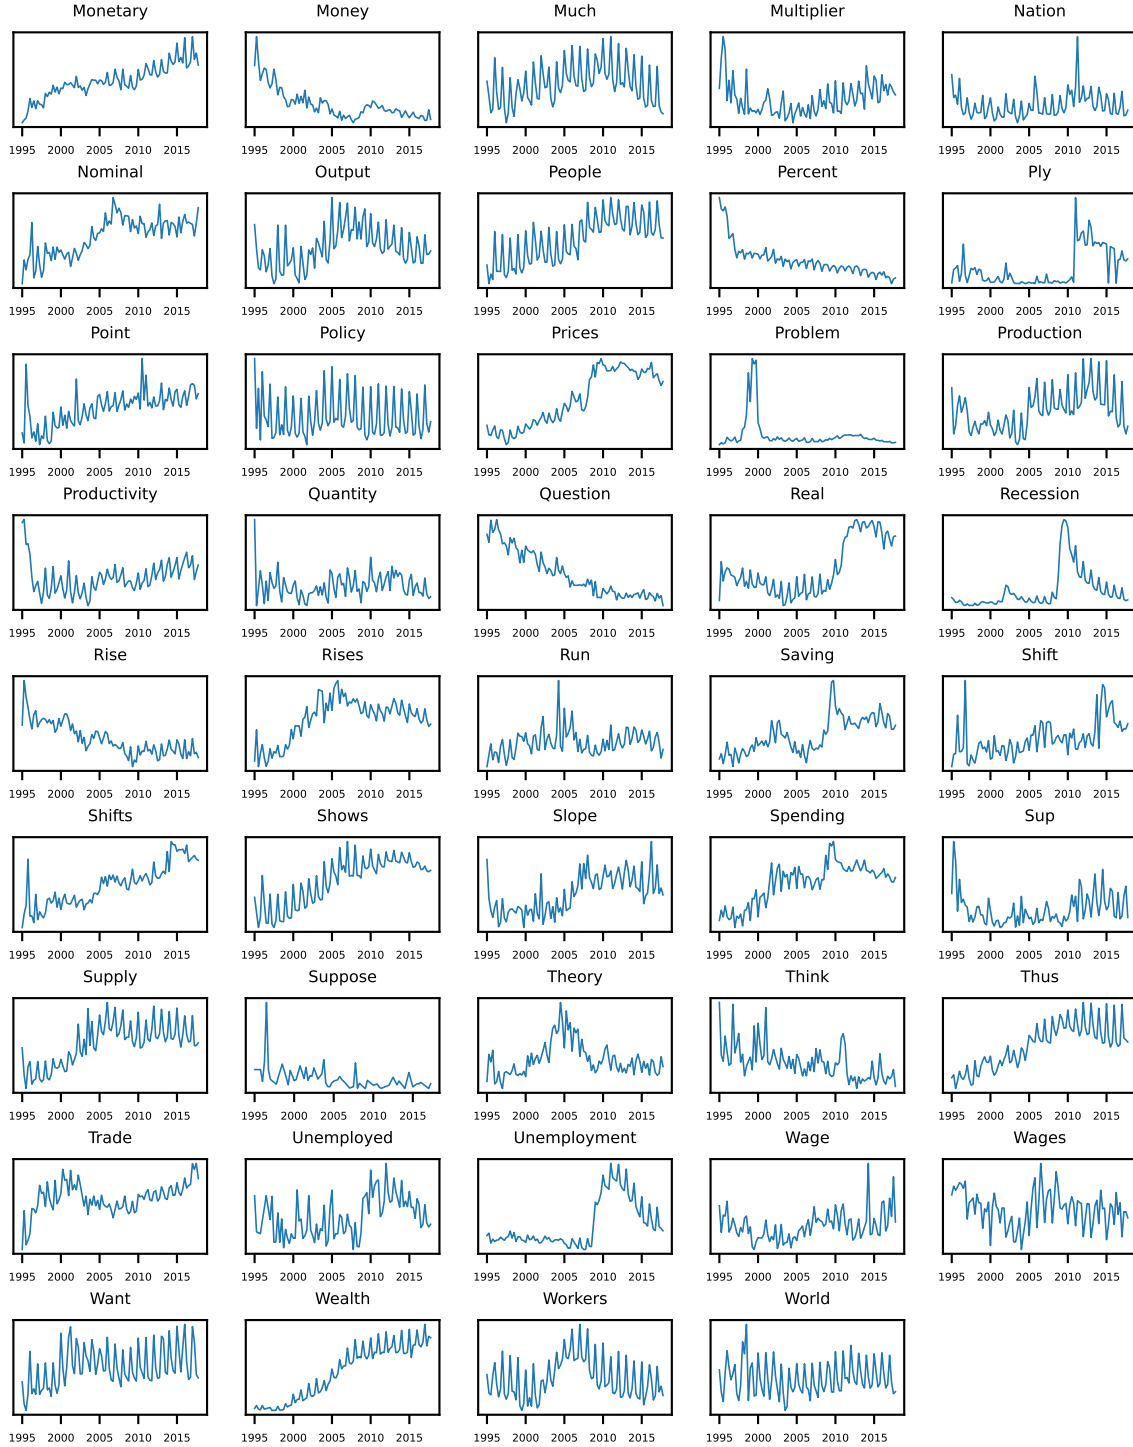 Monetary Money Much Multiplier Nation
1995 2000 2005 2010 2015 1995 2000 2005 2010 2015 1995 2000 2005 2010 2015 1995 2000 2005 2010 2015 1995 2000 2005 2010 2015
Nominal Output People Percent Ply
1995 2000 2005 2010 2015 1995 2000 2005 2010 2015 1995 2000 2005 2010 2015 1995 2000 2005 2010 2015 1995 2000 2005 2010 2015
Point Policy Prices Problem Production
1995 2000 2005 2010 2015 1995 2000 2005 2010 2015 1995 2000 2005 2010 2015 1995 2000 2005 2010 2015 1995 2000 2005 2010 2015
Productivity Quantity Question Real Recession
1995 2000 2005 2010 2015 1995 2000 2005 2010 2015 1995 2000 2005 2010 2015 1995 2000 2005 2010 2015 1995 2000 2005 2010 2015
Rise Rises Run Saving Shift
1995 2000 2005 2010 2015 1995 2000 2005 2010 2015 1995 2000 2005 2010 2015 1995 2000 2005 2010 2015 1995 2000 2005 2010 2015
Shifts Shows Slope Spending Sup
1995 2000 2005 2010 2015 1995 2000 2005 2010 2015 1995 2000 2005 2010 2015 1995 2000 2005 2010 2015 1995 2000 2005 2010 2015
Supply Suppose Theory Think Thus
1995 2000 2005 2010 2015 1995 2000 2005 2010 2015 1995 2000 2005 2010 2015 1995 2000 2005 2010 2015 1995 2000 2005 2010 2015
Trade Unemployed Unemployment Wage Wages
1995 2000 2005 2010 2015 1995 2000 2005 2010 2015 1995 2000 2005 2010 2015 1995 2000 2005 2010 2015 1995 2000 2005 2010 2015
Want Wealth Workers World
1995 2000 2005 2010 2015 1995 2000 2005 2010 2015 1995 2000 2005 2010 2015 1995 2000 2005 2010 2015